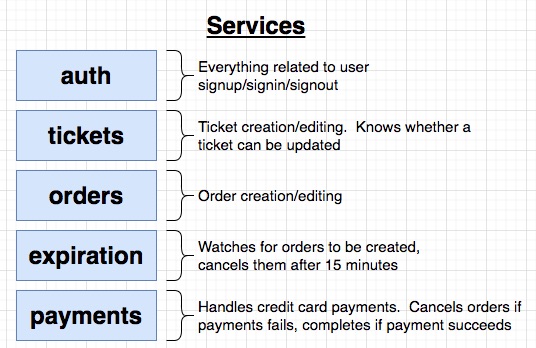 Services
auth
Everything related to user
signup/signin/signout
tickets
Ticket creation/editing.  Knows whether a
ticket can be updated
orders
Order creation/editing
expiration
Watches for orders to be created,
cancels them after 15 minutes
payments
Handles credit card payments.  Cancels orders if
payments fails, completes if payment succeeds